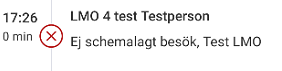 17:26
0 min
LMO 4 test Testperson
Ej schemalagt besök, Test LMO